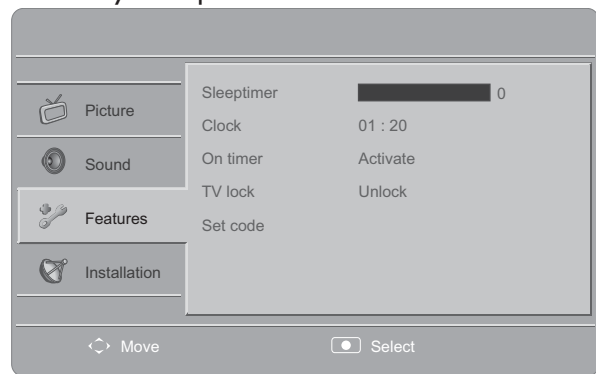 Picture
Sound
Features
Installation
Sleeptimer 0
Clock 01 : 20
On timer Activate
TV lock Unlock
Set code
Move Select